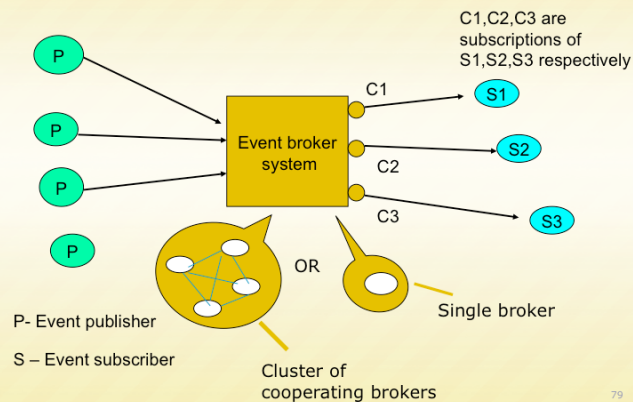 C1,C2,C3 are
subscriptions of
S1,S2,S3 respectively
P
P
P
P
Event broker
system
C1
C2
C3
S1
S2
S3
OR
Single broker
P- Event publisher
S – Event subscriber
Cluster of
cooperating brokers
79